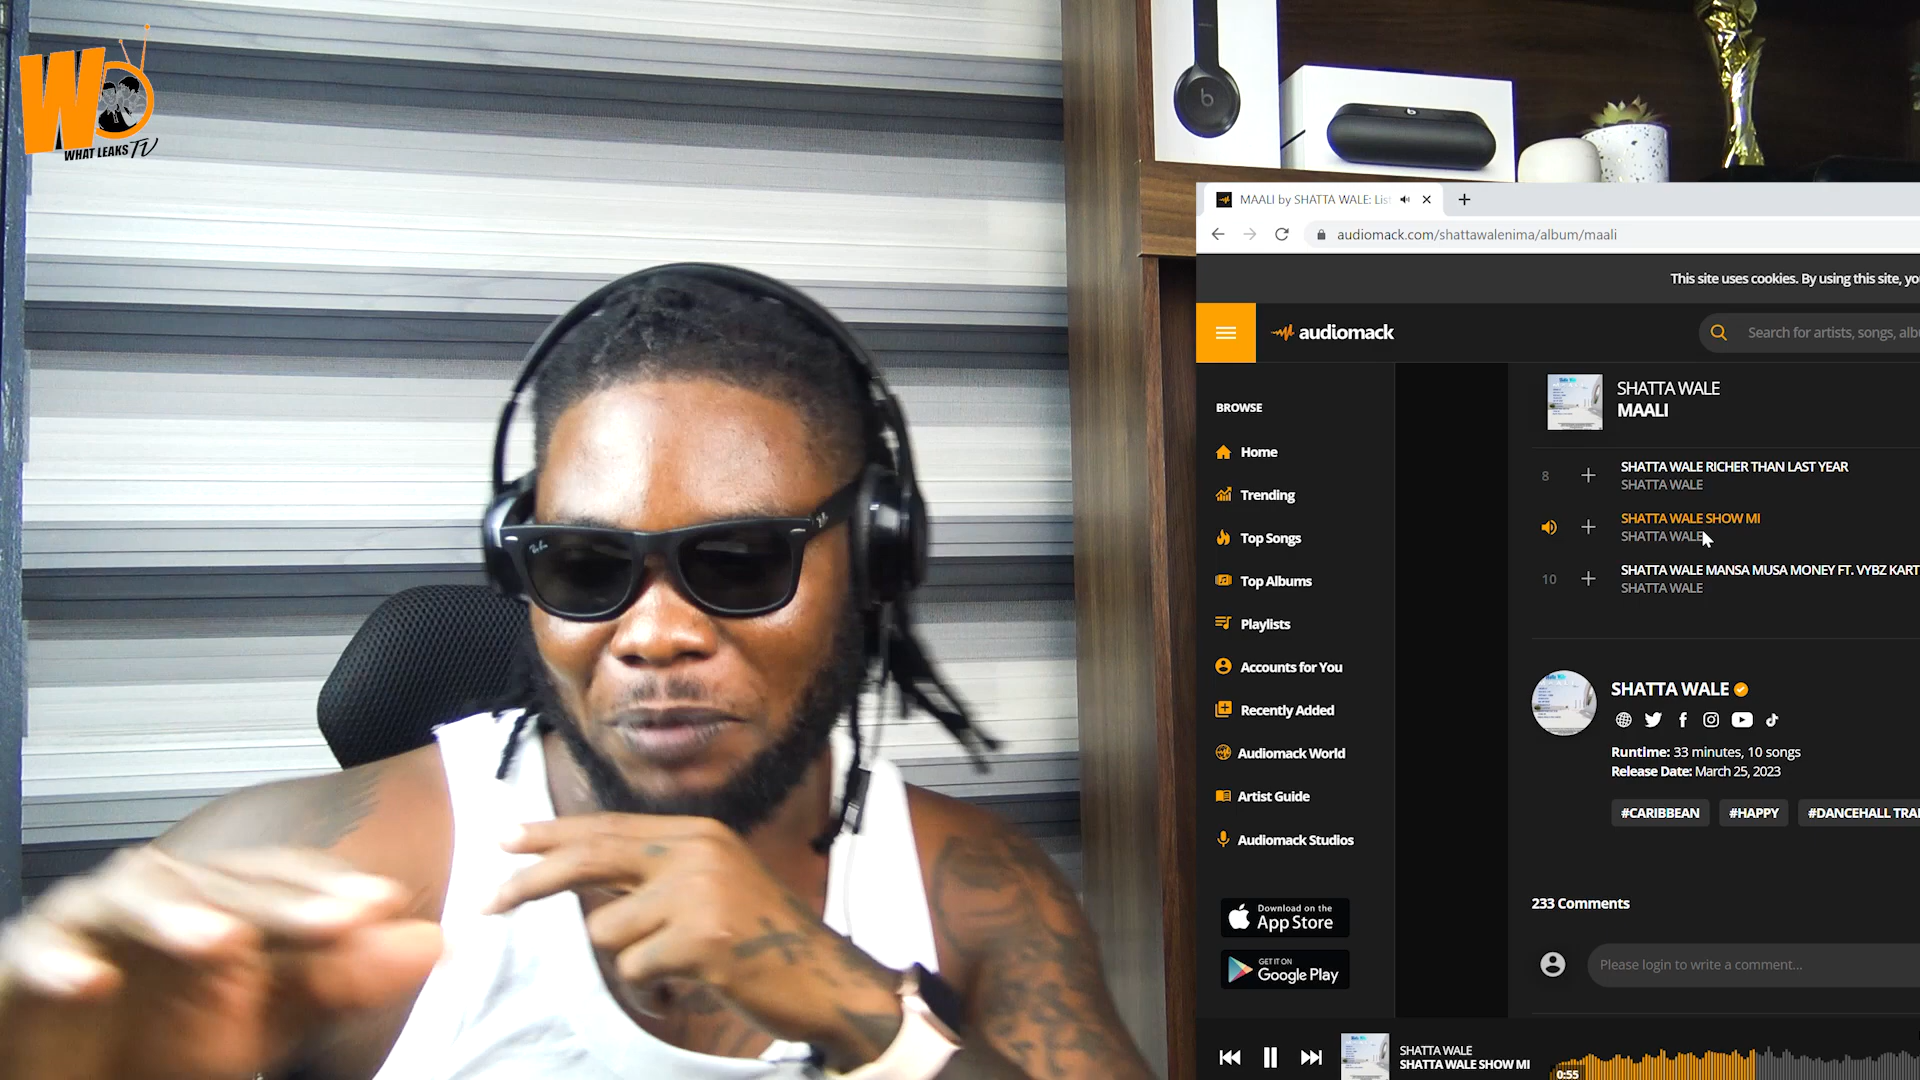 W
WHAT LEAKS TV
MAALI by SHATTA WALE: Lis
audiomack.com/shattawalenima/album/maali
This site uses cookies. By using this site, yo
audiomack
Search for artists, songs, alb
BROWSE
Home
Trending
Top Songs
Top Albums
Playlists
Accounts for You
Recently Added
Audiomack World
Artist Guide
Audiomack Studios
Download on the
App Store
GET IT ON
Google Play
SHATTA WALE
MAALI
8
SHATTA WALE RICHER THAN LAST YEAR
SHATTA WALE
SHATTA WALE SHOW MI
SHATTA WALE
10
SHATTA WALE MANSA MUSA MONEY FT. VYBZ KART
SHATTA WALE
SHATTA WALE
Runtime: 33 minutes, 10 songs
Release Date: March 25, 2023
#CARIBBEAN
#HAPPY
#DANCEHALL TRA
233 Comments
Please login to write a comment...
SHATTA WALE
SHATTA WALE SHOW MI
0:55
Ray-Ban
b